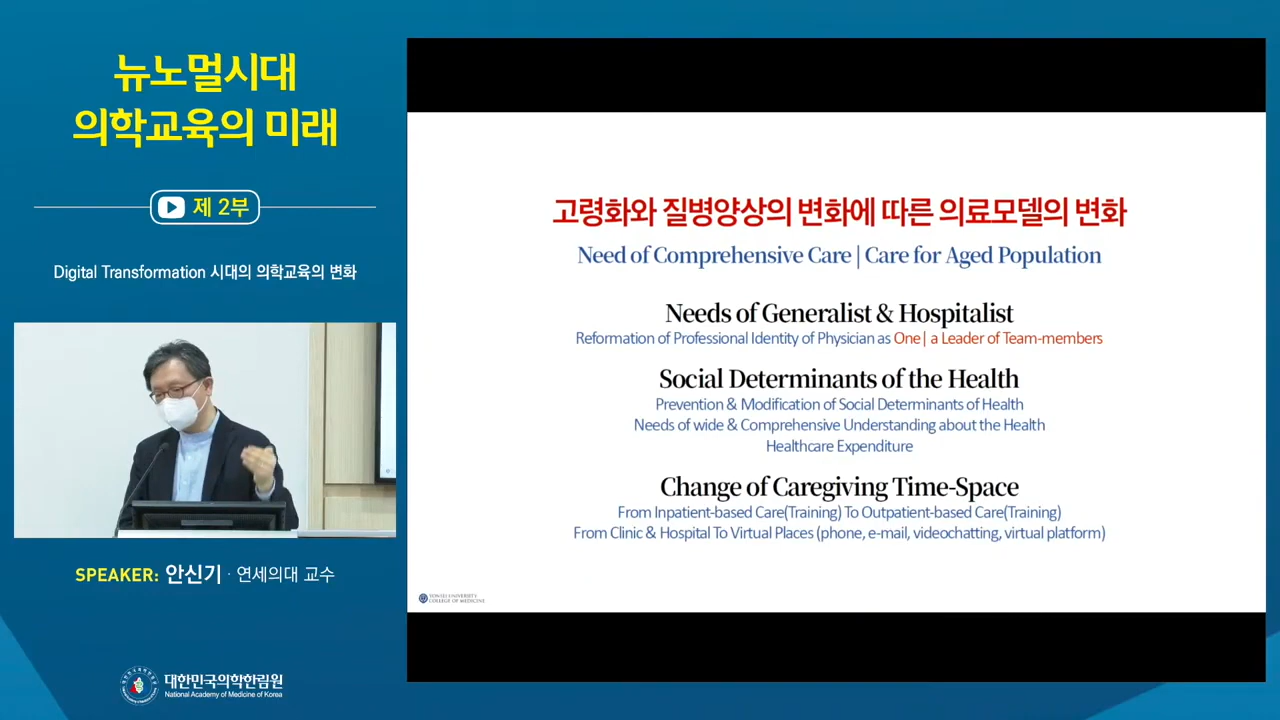 뉴노멀시대
의학교육의 미래
제 2부
Digital Transformation 시대의 의학교육의 변화
SPEAKER: 안신기 · 연세의대 교수
대한민국의학한림원
National Academy of Medicine of Korea
고령화와 질병양상의 변화에 따른 의료모델의 변화
Need of Comprehensive Care | Care for Aged Population
Needs of Generalist & Hospitalist
Reformation of Professional Identity of Physician as One| a Leader of Team-members
Social Determinants of the Health
Prevention & Modification of Social Determinants of Health
Needs of wide & Comprehensive Understanding about the Health
Healthcare Expenditure
Change of Caregiving Time-Space
From Inpatient-based Care(Training) To Outpatient-based Care(Training)
From Clinic & Hospital To Virtual Places (phone, e-mail, videochatting, virtual platform)
YONSEI UNIVERSITY
COLLEGE OF MEDICINE